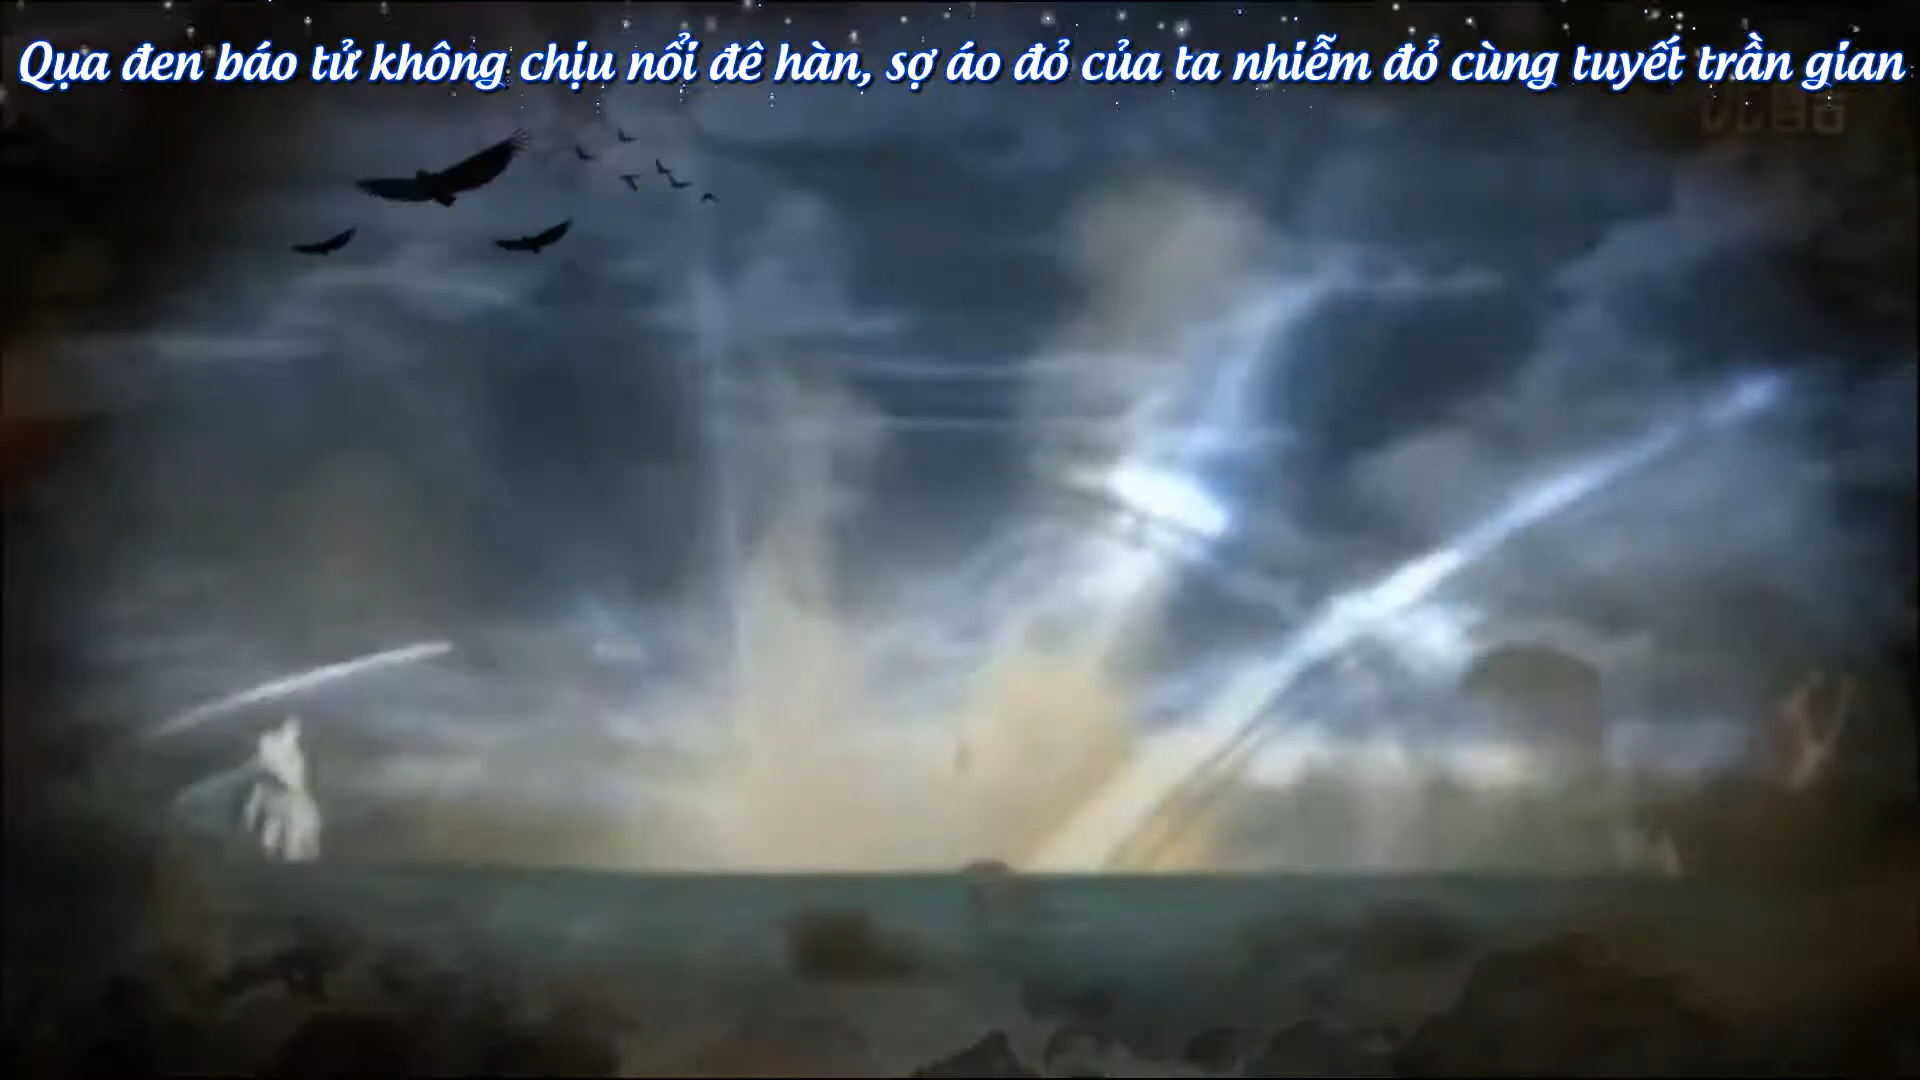 Qụa đen báo tử không chịu nổi đê hàn, sợ áo đỏ của ta nhiễm đỏ cùng tuyết trần gian